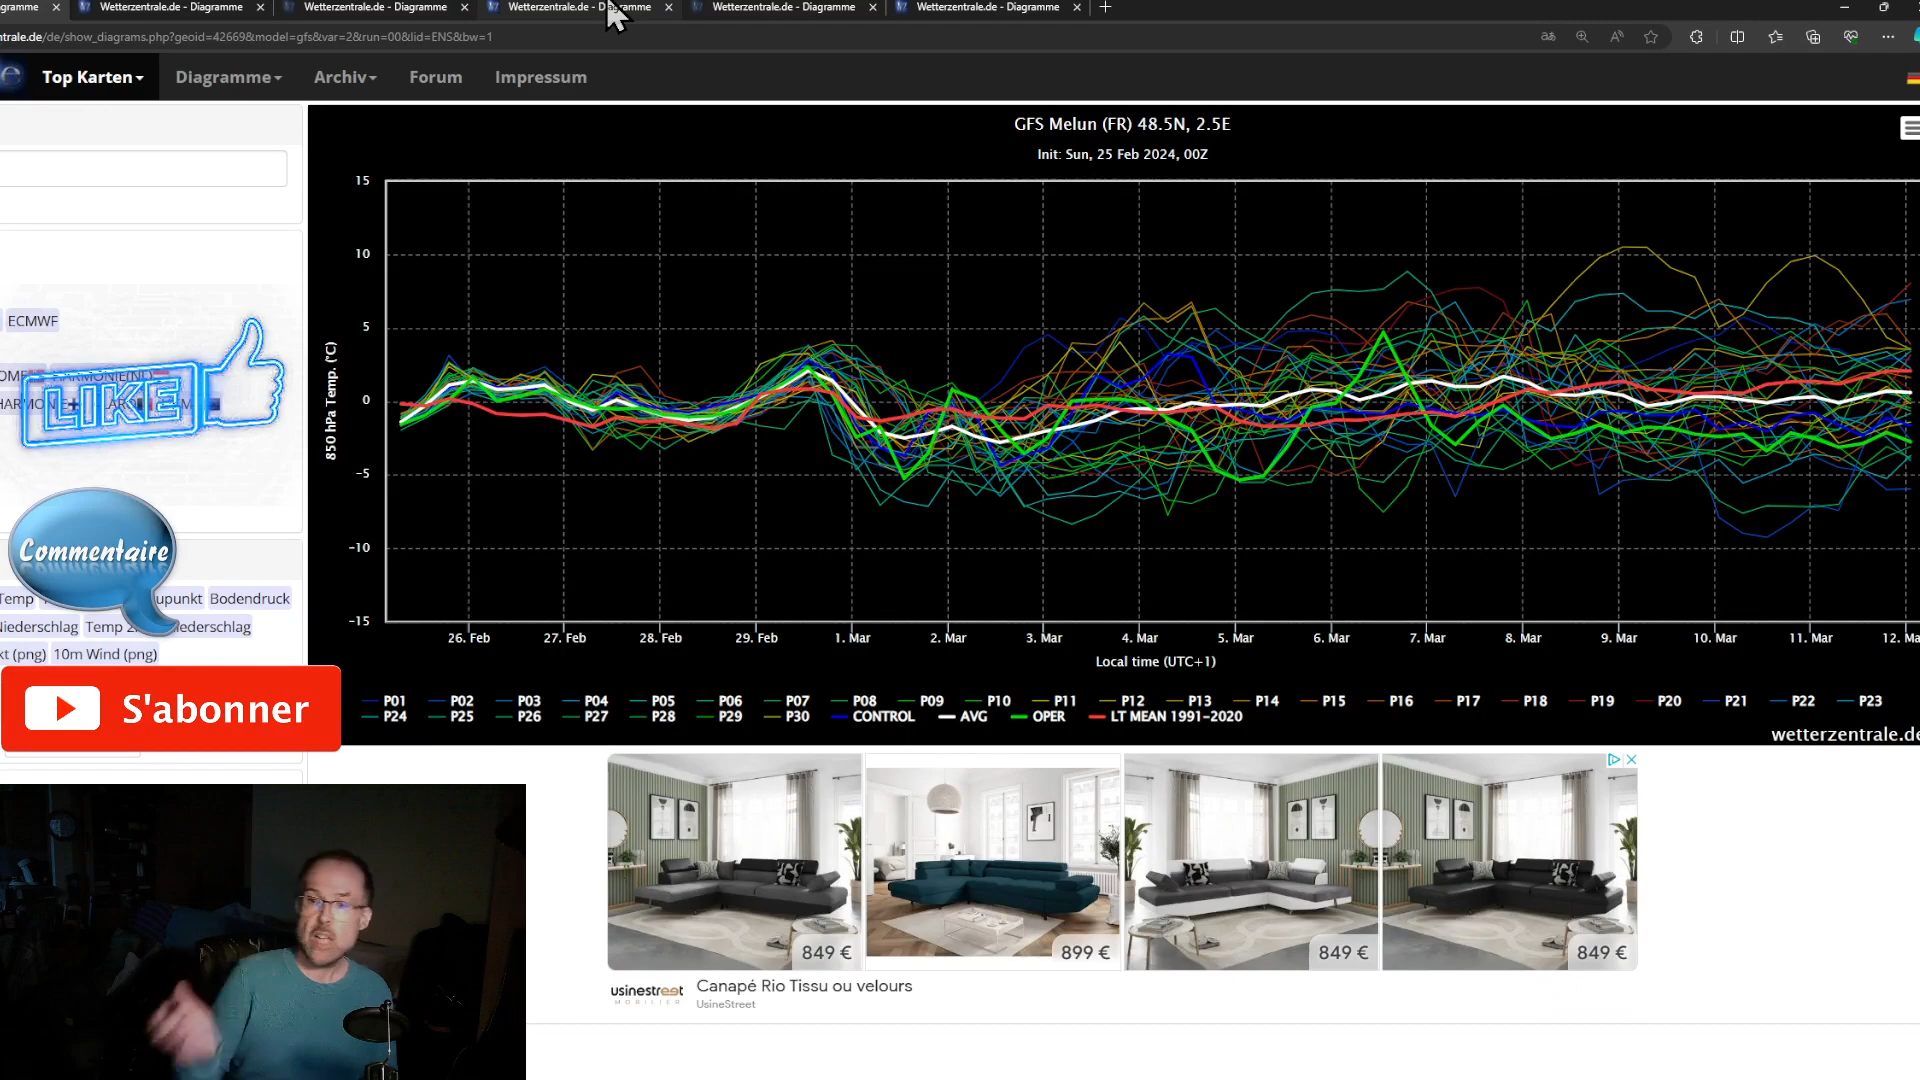 gramme
Wetterzentrale.de - Diagramme
Wetterzentrale.de - Diagramme
Wetterzentrale.de - Diagramme
Wetterzentrale.de - Diagramme
Wetterzentrale.de - Diagramme
ntrale.de/de/show_diagrams.php?geoid=42669&model=gfs&var=2&run=00&lid=ENS&bw=1
Top Karten
Diagramme
Archiv
Forum
Impressum
GFS Melun (FR) 48.5N, 2.5E
Init: Sun, 25 Feb 2024, 00Z
15
10
5
0
-5
-10
-15
850 hPa Temp. (°C)
26. Feb 27. Feb 28. Feb 29. Feb 1. Mar 2. Mar 3. Mar 4. Mar 5. Mar 6. Mar 7. Mar 8. Mar 9. Mar 10. Mar 11. Mar 12. Ma
Local time (UTC+1)
P01 P02 P03 P04 P05 P06 P07 P08 P09 P10 P11 P12 P13 P14 P15 P16 P17 P18 P19 P20 P21 P22 P23
P24 P25 P26 P27 P28 P29 P30 CONTROL AVG OPER LT MEAN 1991-2020
wetterzentrale.de
ECMWF
LIKE
Commentaire
Temp
upunkt Bodendruck
Niederschlag Temp 2 iederschlag
kt (png) 10m Wind (png)
S'abonner
849 €
899 €
849 €
849 €
usinestreet
MOBILIER
Canapé Rio Tissu ou velours
UsineStreet